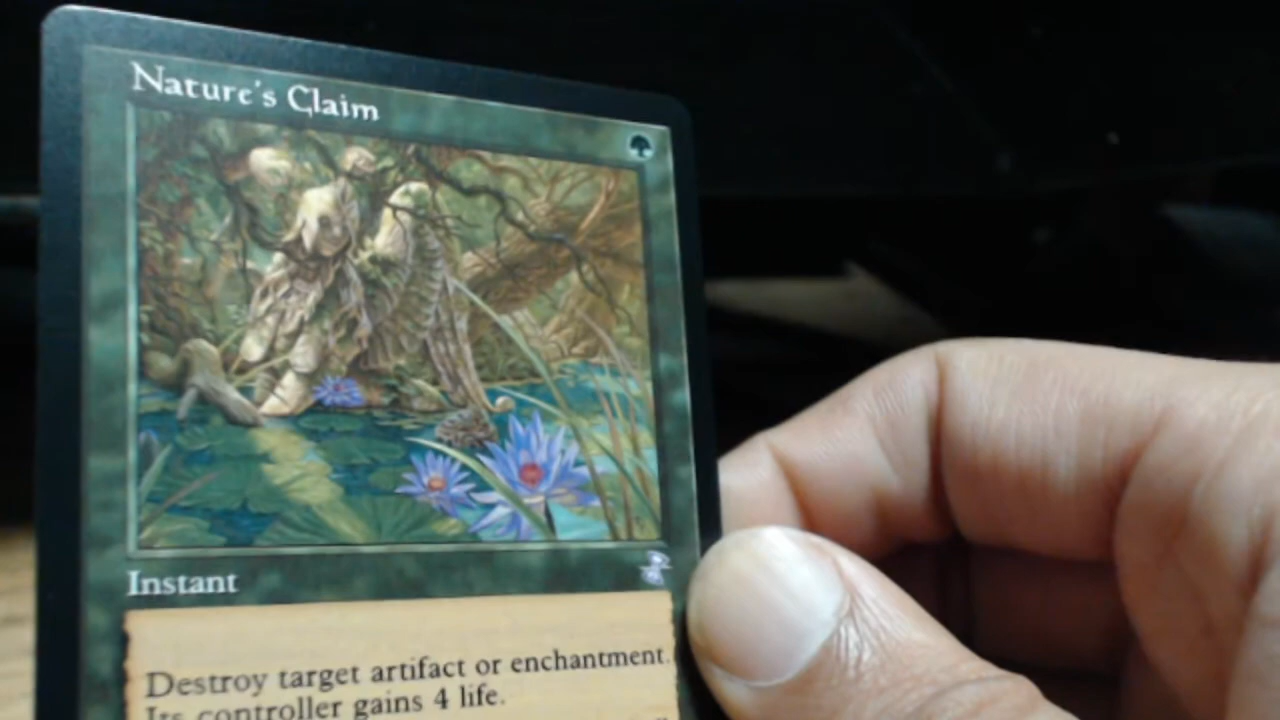 Nature's Claim
Instant
Destroy target artifact or enchantment.
Its controller gains 4 life.